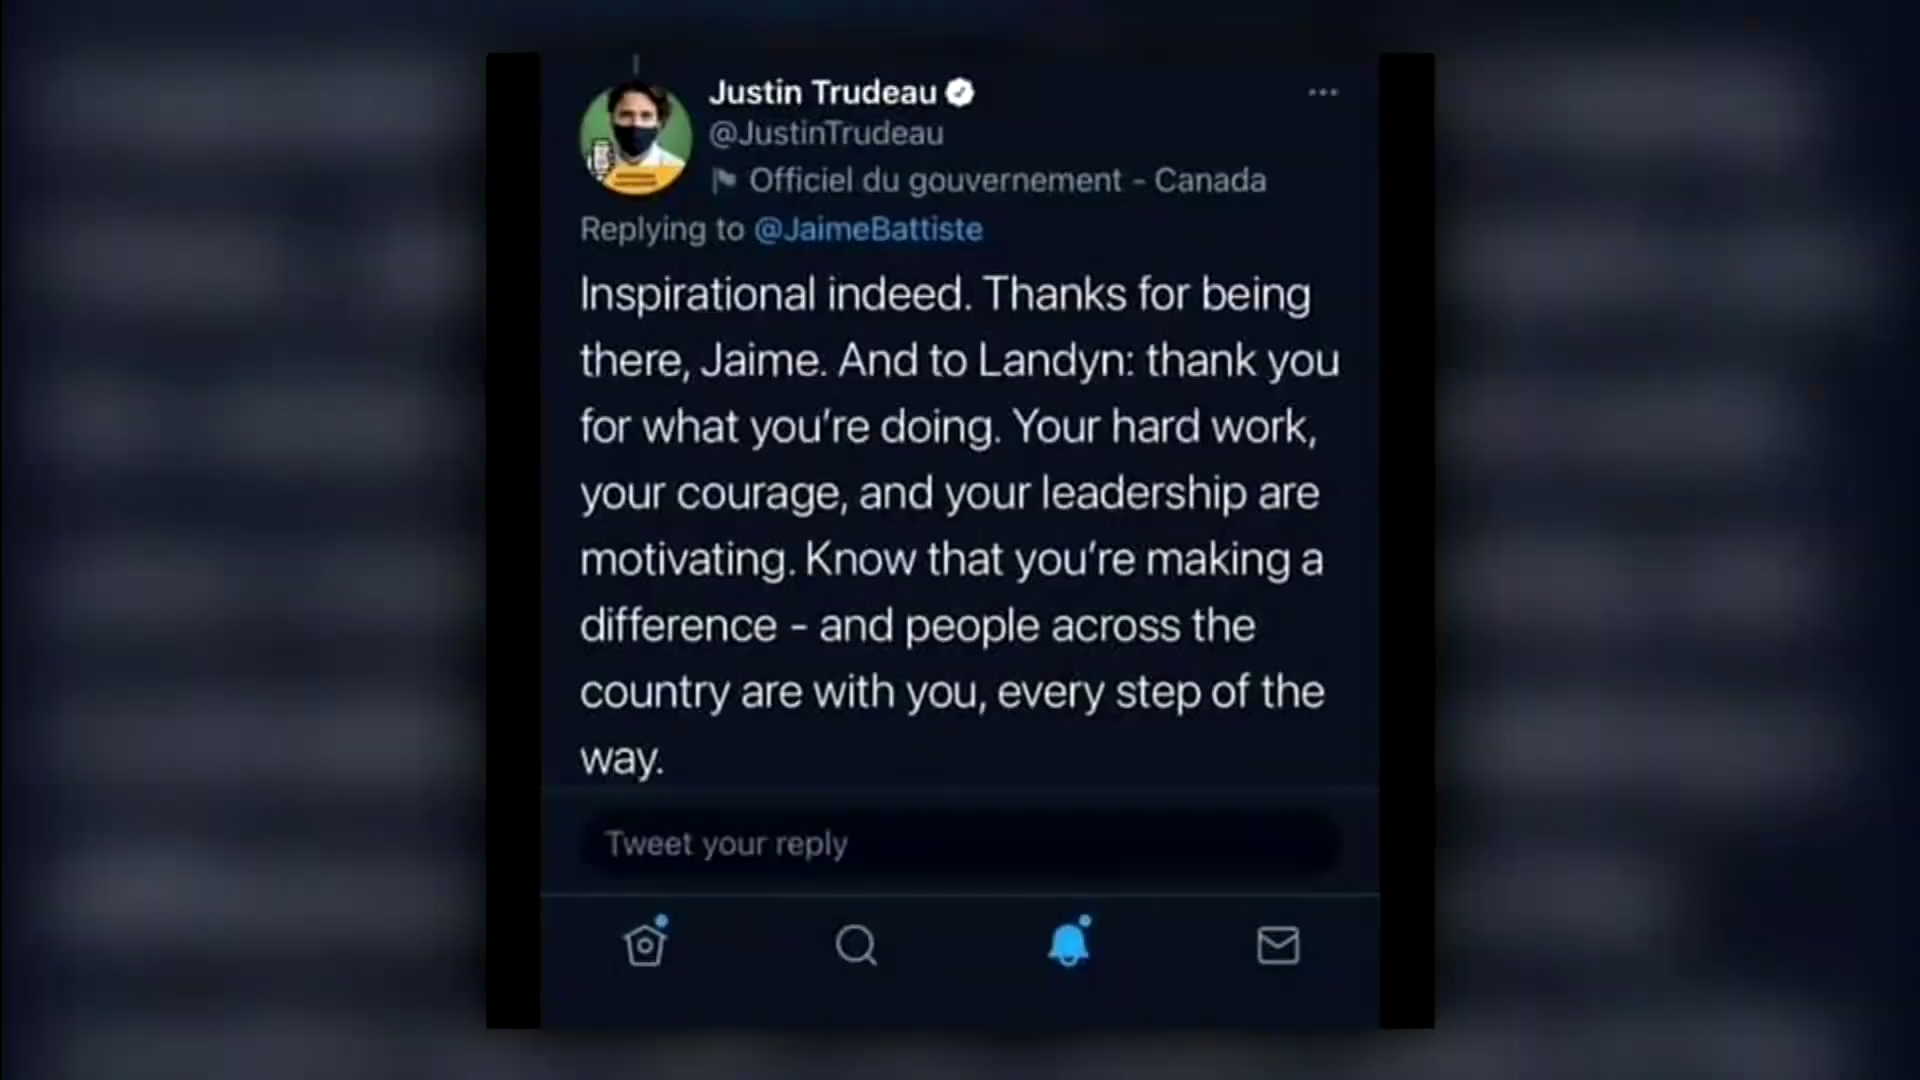 Justin Trudeau
@JustinTrudeau
Officiel du gouvernement - Canada
Replying to @JaimeBattiste
Inspirational indeed. Thanks for being
there, Jaime. And to Landyn: thank you
for what you're doing. Your hard work,
your courage, and your leadership are
motivating. Know that you're making a
difference - and people across the
country are with you, every step of the
way.
Tweet your reply